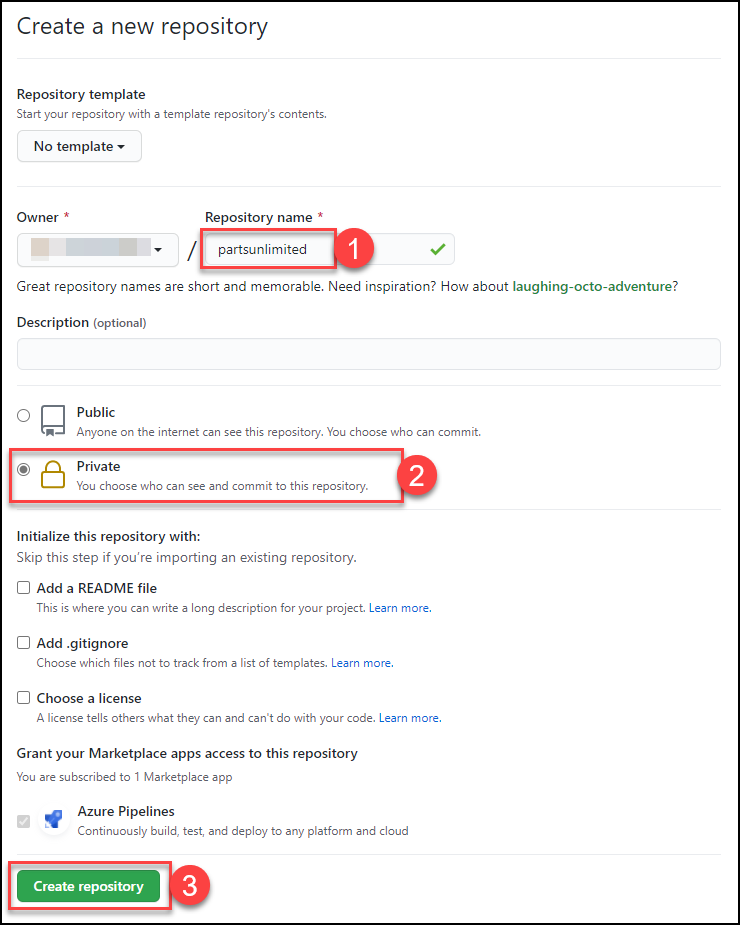 Create a new repository
Repository template
Start your repository with a template repository's contents.
No template
Owner * Repository name *
/ partsunlimited 1
Great repository names are short and memorable. Need inspiration? How about laughing-octo-adventure?
Description (optional)
Public
Anyone on the internet can see this repository. You choose who can commit.
Private
You choose who can see and commit to this repository.
2
Initialize this repository with:
Skip this step if you're importing an existing repository.
Add a README file
This is where you can write a long description for your project. Learn more.
Add .gitignore
Choose which files not to track from a list of templates. Learn more.
Choose a license
A license tells others what they can and can't do with your code. Learn more.
Grant your Marketplace apps access to this repository
You are subscribed to 1 Marketplace app
Azure Pipelines
Continuously build, test, and deploy to any platform and cloud
Create repository 3